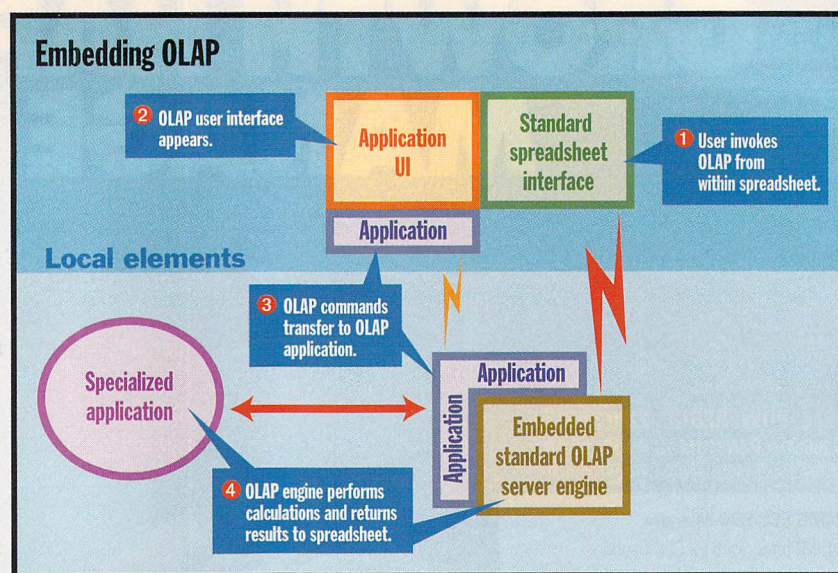 Embedding OLAP
2 OLAP user interface
appears.
Application
UI
Standard
spreadsheet
interface
1 User invokes
OLAP from
within spreadsheet.
Application
Local elements
3 OLAP commands
transfer to OLAP
application.
Specialized
application
Application
Application
Embedded
standard OLAP
server engine
4 OLAP engine performs
calculations and returns
results to spreadsheet.